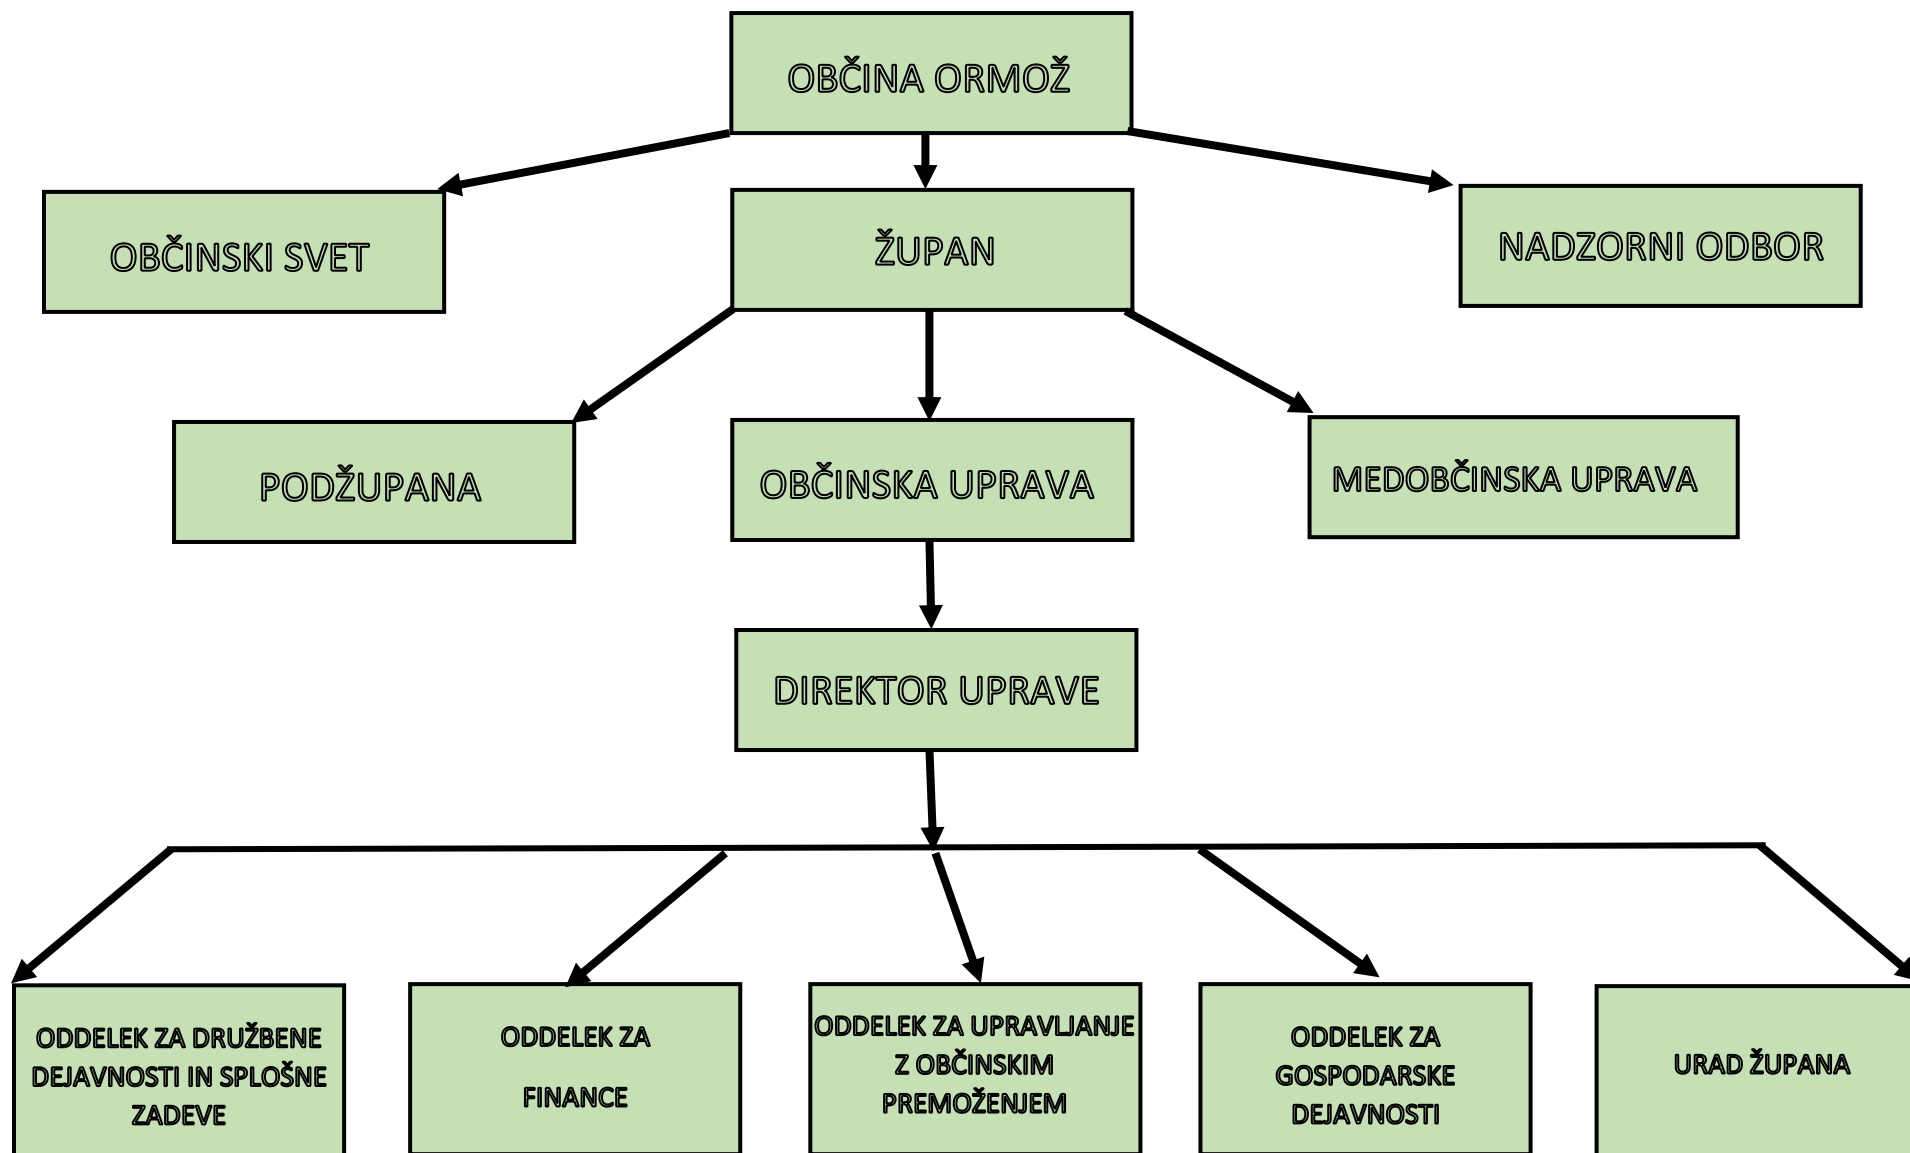 OBČINA ORMOŽ
OBČINSKI SVET
ŽUPAN
NADZORNI ODBOR
PODŽUPANA
OBČINSKA UPRAVA
MEDOBČINSKA UPRAVA
DIREKTOR UPRAVE
ODDELEK ZA DRUŽBENE
DEJAVNOSTI IN SPLOŠNE
ZADEVE
ODDELEK ZA
FINANCE
ODDELEK ZA UPRAVLJANJE
Z OBČINSKIM
PREMOŽENJEM
ODDELEK ZA
GOSPODARSKE
DEJAVNOSTI
URAD ŽUPANA